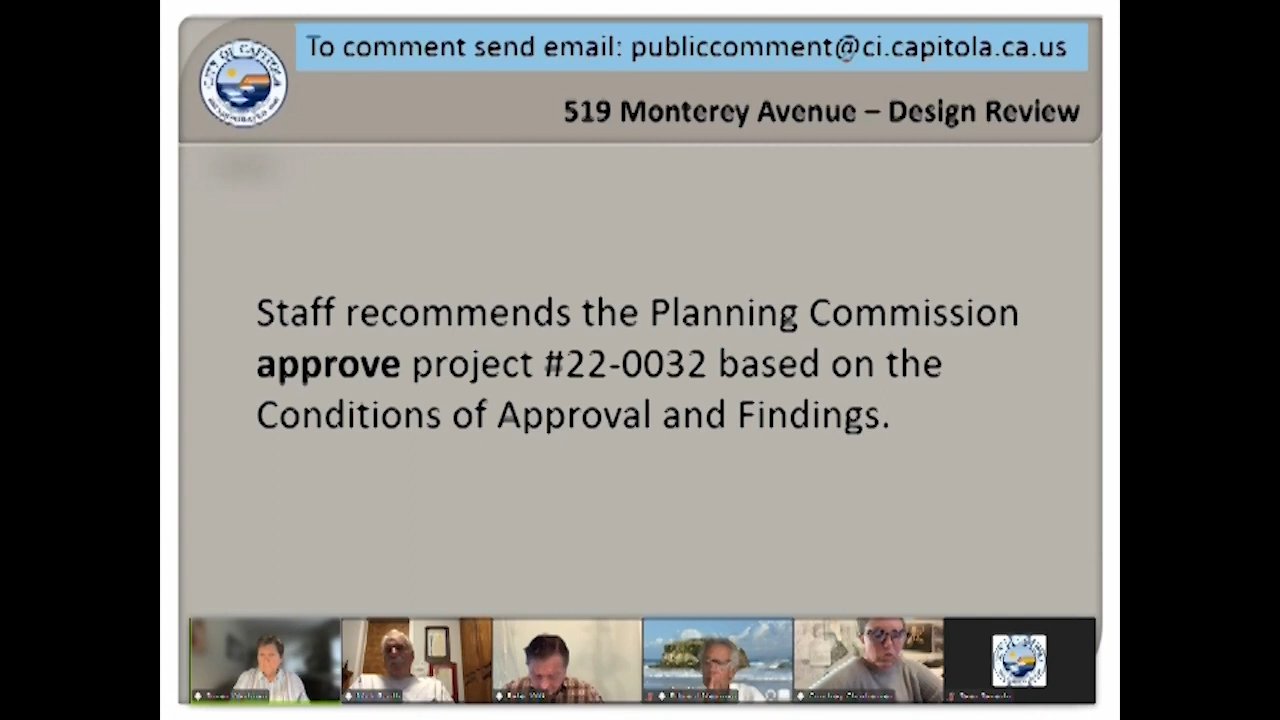 To comment send email: publiccomment@ci.capitola.ca.us
519 Monterey Avenue – Design Review
Staff recommends the Planning Commission
approve project #22-0032 based on the
Conditions of Approval and Findings.